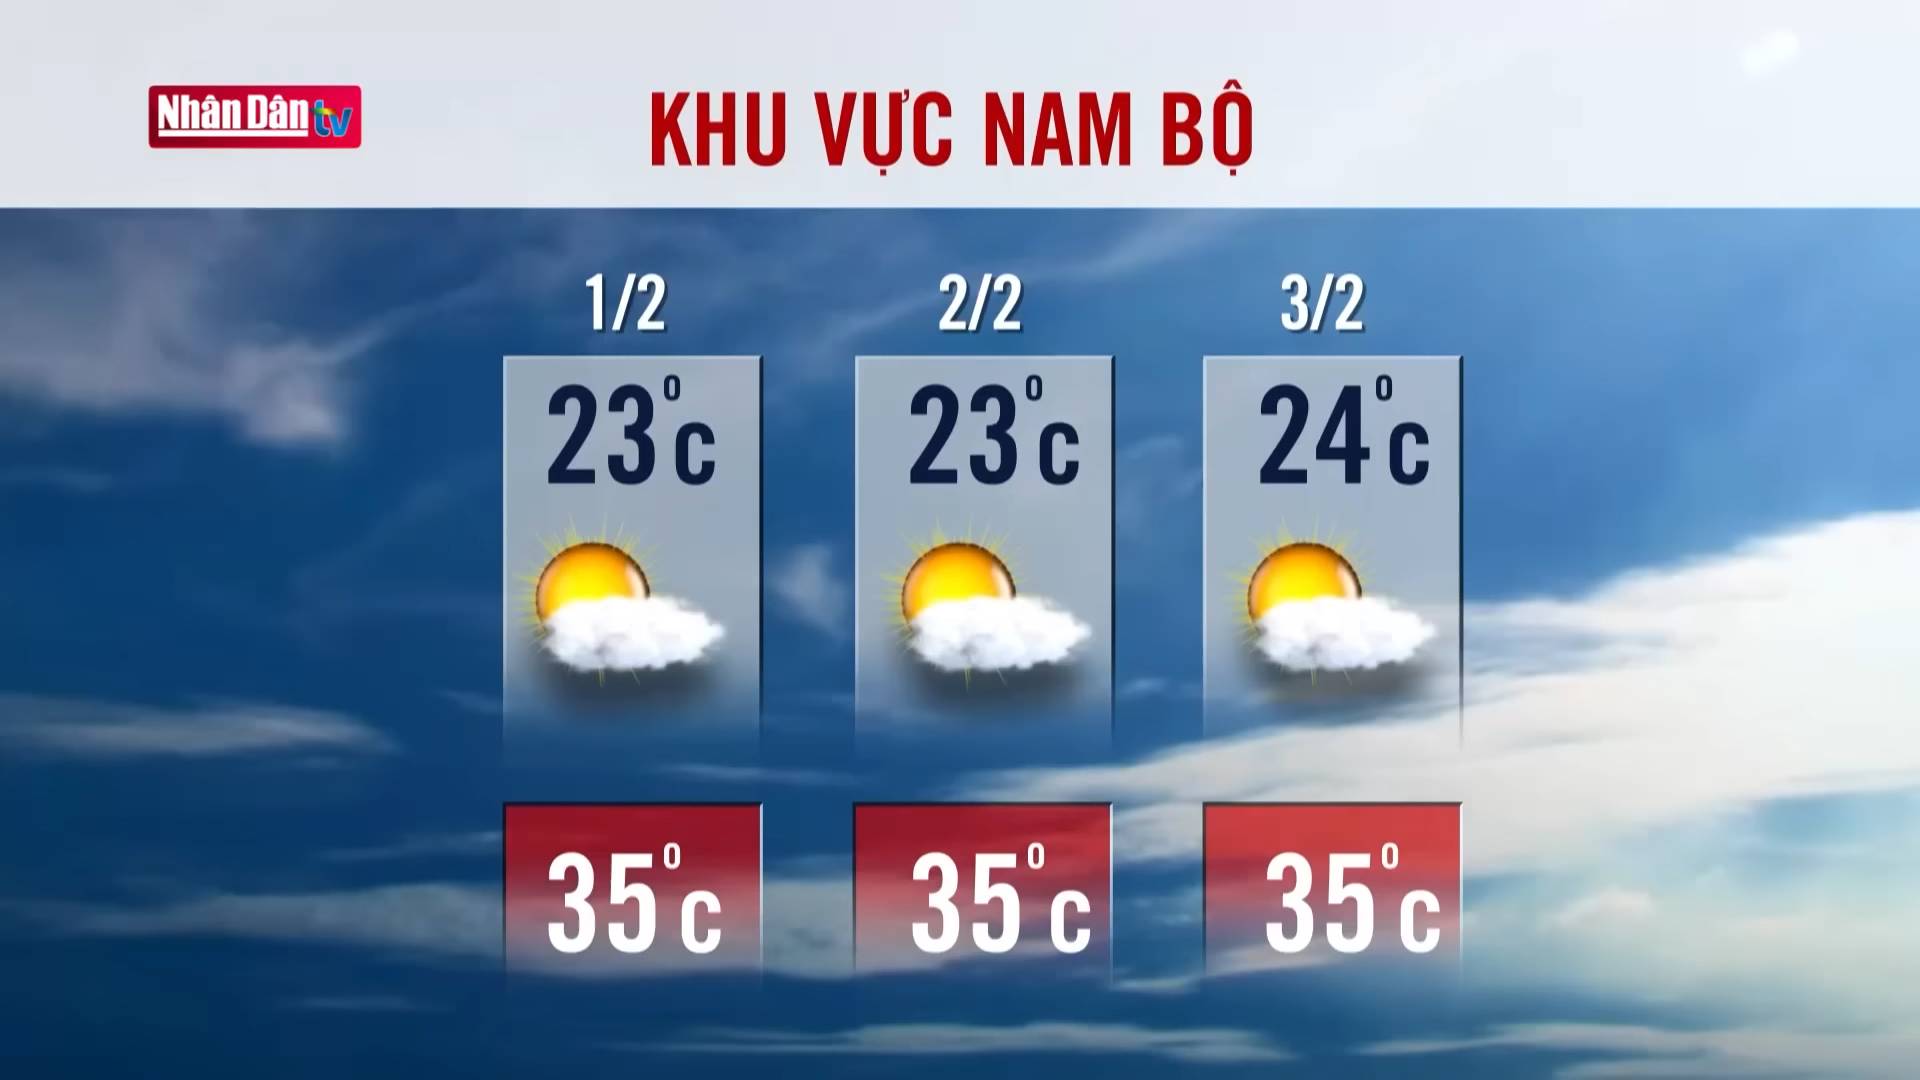 Nhân Dân tv
KHU VỰC NAM BỘ
1/2 2/2 3/2
23°C 23°C 24°C
35°C 35°C 35°C